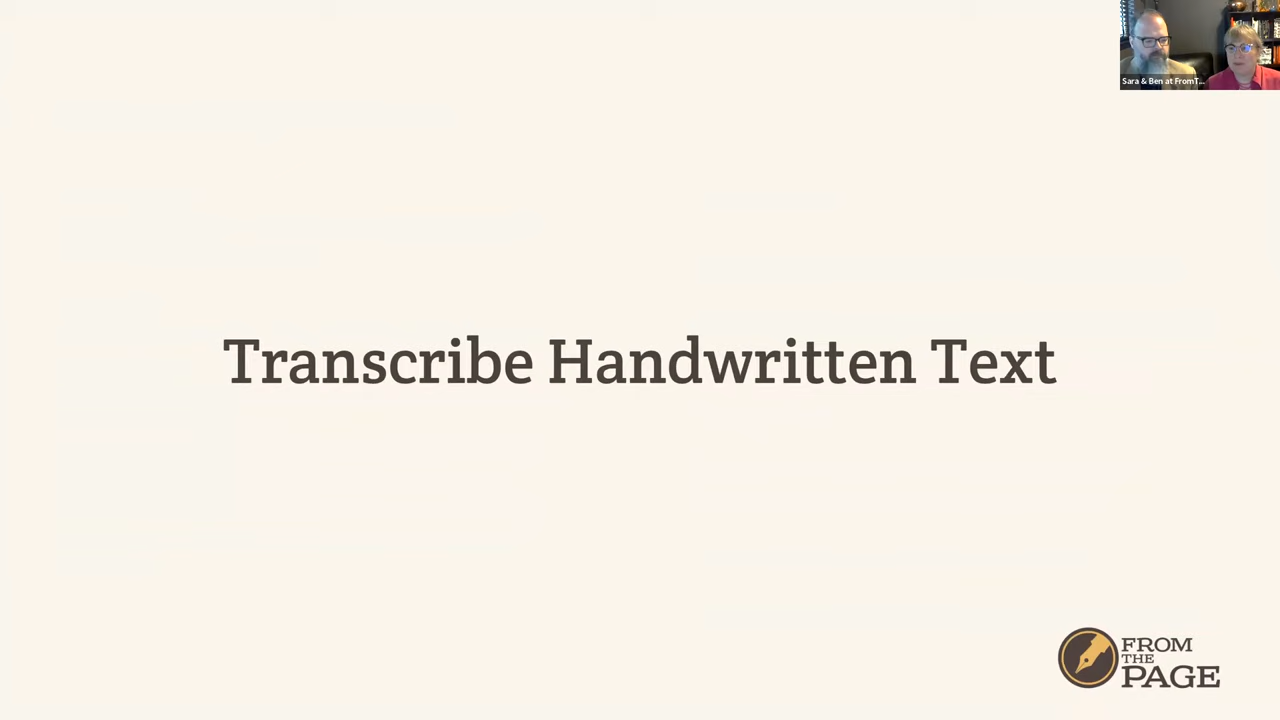 Sara & Ben at FromT...
Transcribe Handwritten Text
FROM
THE
PAGE